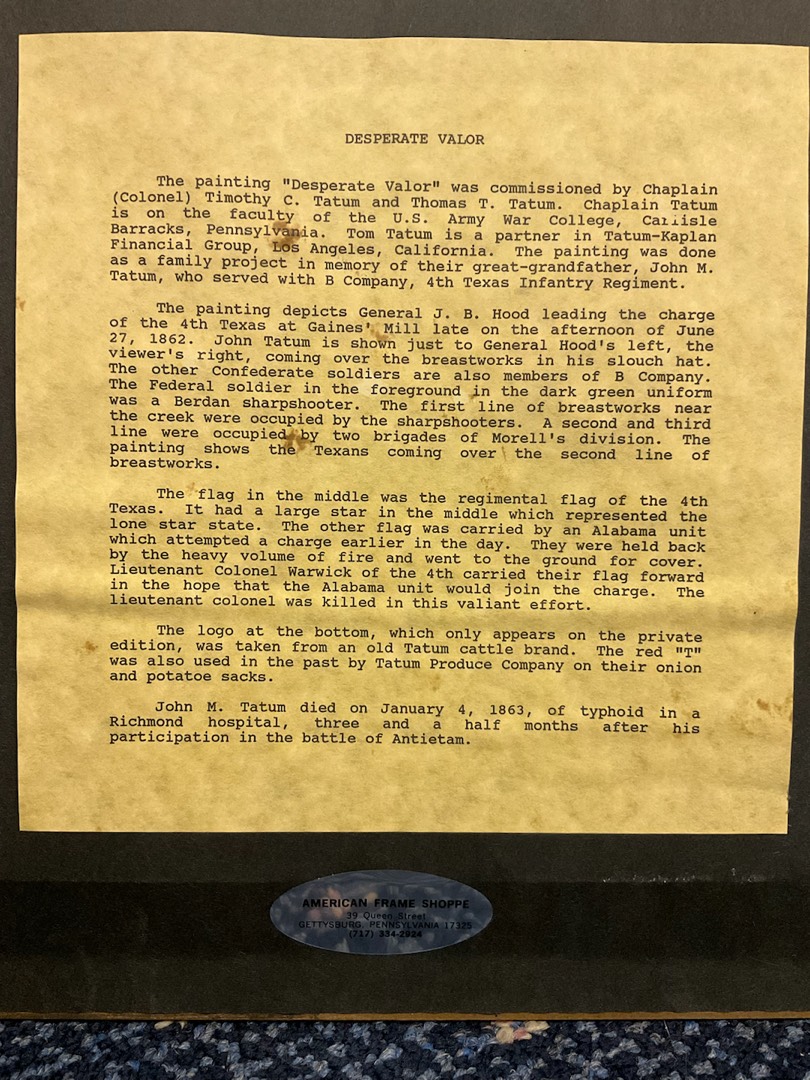 DESPERATE VALOR
The painting "Desperate Valor" was commissioned by Chaplain
(Colonel) Timothy C. Tatum and Thomas T. Tatum. Chaplain Tatum
is on the faculty of the U.S. Army War College, Carlisle
Barracks, Pennsylvania. Tom Tatum is a partner in Tatum-Kaplan
Financial Group, Los Angeles, California. The painting was done
as a family project in memory of their great-grandfather, John M.
Tatum, who served with B Company, 4th Texas Infantry Regiment.
The painting depicts General J. B. Hood leading the charge
of the 4th Texas at Gaines' Mill late on the afternoon of June
27, 1862. John Tatum is shown just to General Hood's left, the
viewer's right, coming over the breastworks in his slouch hat.
The other Confederate soldiers are also members of B Company.
The Federal soldier in the foreground in the dark green uniform
was a Berdan sharpshooter. The first line of breastworks near
the creek were occupied by the sharpshooters. A second and third
line were occupied by two brigades of Morell's division. The
painting shows the Texans coming over the second line of
breastworks.
The flag in the middle was the regimental flag of the 4th
Texas. It had a large star in the middle which represented the
lone star state. The other flag was carried by an Alabama unit
which attempted a charge earlier in the day. They were held back
by the heavy volume of fire and went to the ground for cover.
Lieutenant Colonel Warwick of the 4th carried their flag forward
in the hope that the Alabama unit would join the charge. The
lieutenant colonel was killed in this valiant effort.
The logo at the bottom, which only appears on the private
edition, was taken from an old Tatum cattle brand. The red "T"
was also used in the past by Tatum Produce Company on their onion
and potatoe sacks.
John M. Tatum died on January 4, 1863, of typhoid in a
Richmond hospital, three and a half months after his
participation in the battle of Antietam.
AMERICAN FRAME SHOPPE
39 Queen Street
GETTYSBURG, PENNSYLVANIA 17325
(717) 334-2924